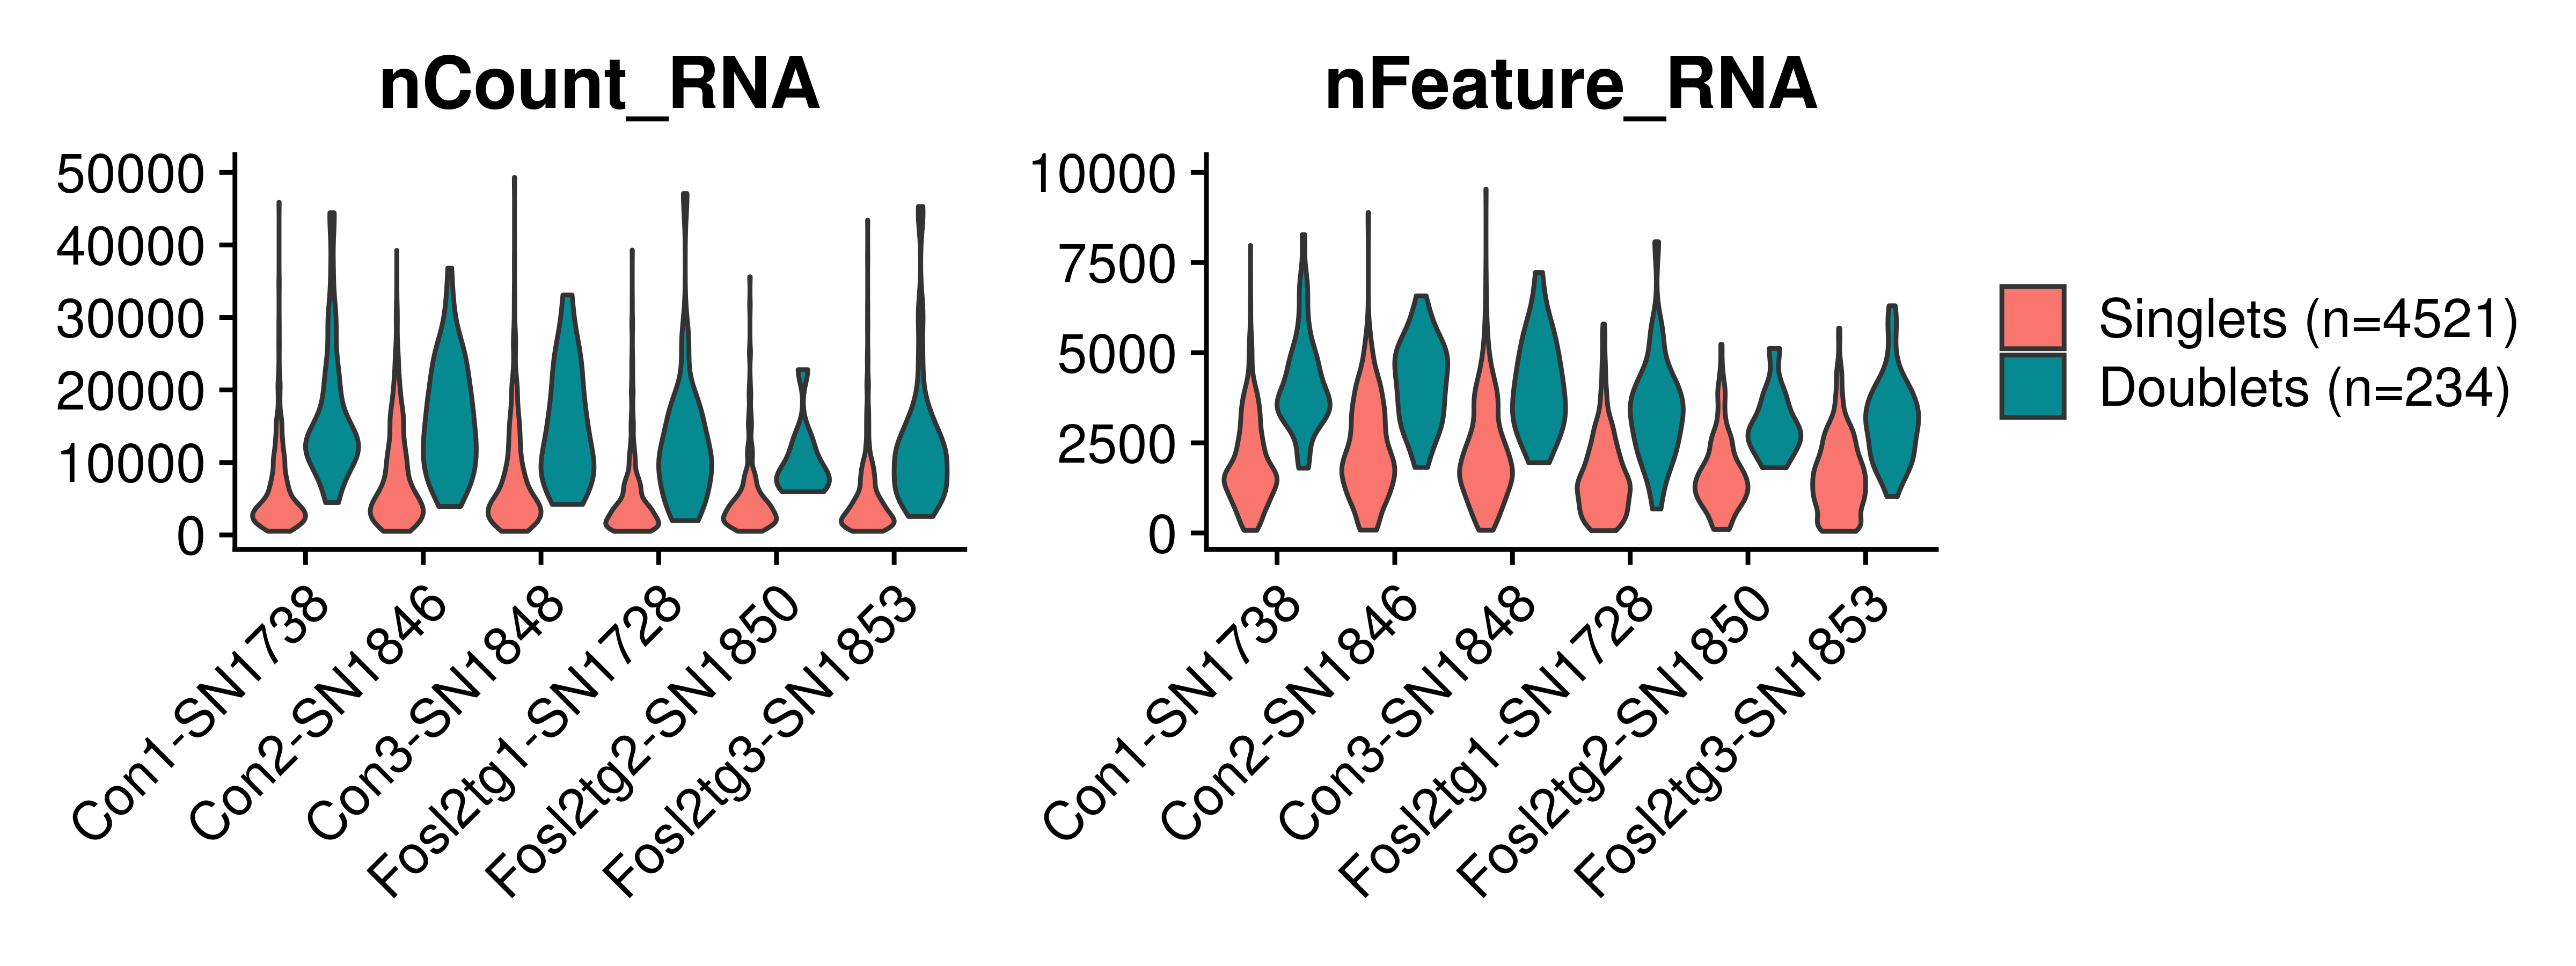 nCount_RNA
50000
40000
30000
20000
10000
0
Con1-SN1738
Con2-SN1846
Con3-SN1848
Fosl2tg1-SN1728
Fosl2tg2-SN1850
Fosl2tg3-SN1853
nFeature_RNA
10000
7500
5000
2500
0
Con1-SN1738
Con2-SN1846
Con3-SN1848
Fosl2tg1-SN1728
Fosl2tg2-SN1850
Fosl2tg3-SN1853
Singlets (n=4521)
Doublets (n=234)